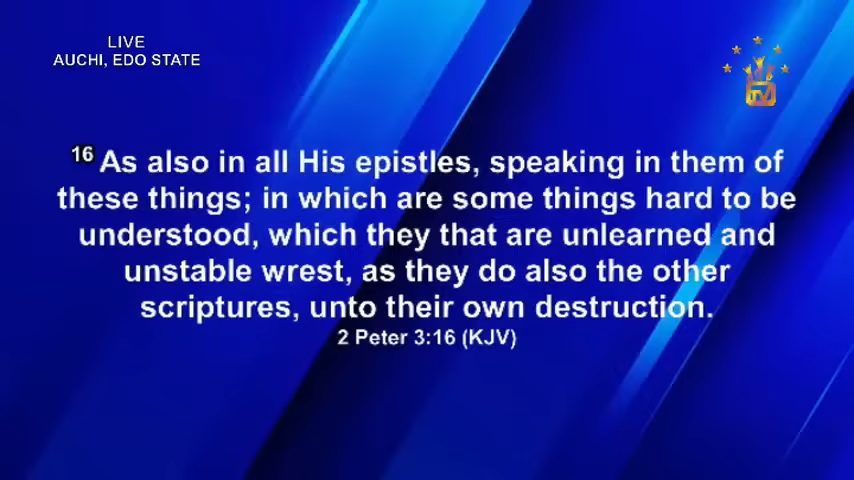 LIVE
AUCHI, EDO STATE
TV
16 As also in all His epistles, speaking in them of
these things; in which are some things hard to be
understood, which they that are unlearned and
unstable wrest, as they do also the other
scriptures, unto their own destruction.
2 Peter 3:16 (KJV)